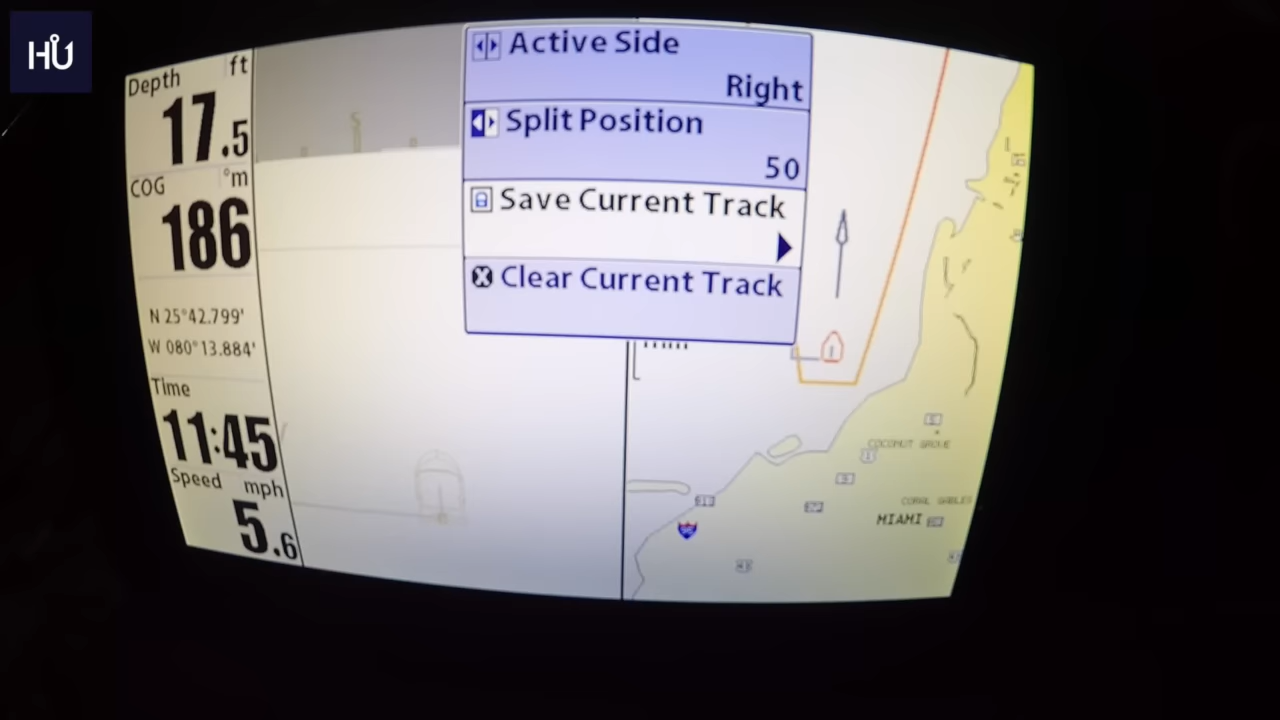 HU
Depth ft
17.5
COG °m
186
N 25°42.799'
W 080°13.884'
Time
11:45
Speed mph
5.6
Active Side
Right
Split Position
50
Save Current Track
Clear Current Track
S
COCONUT GROVE
1
CORAL GABLES
MIAMI